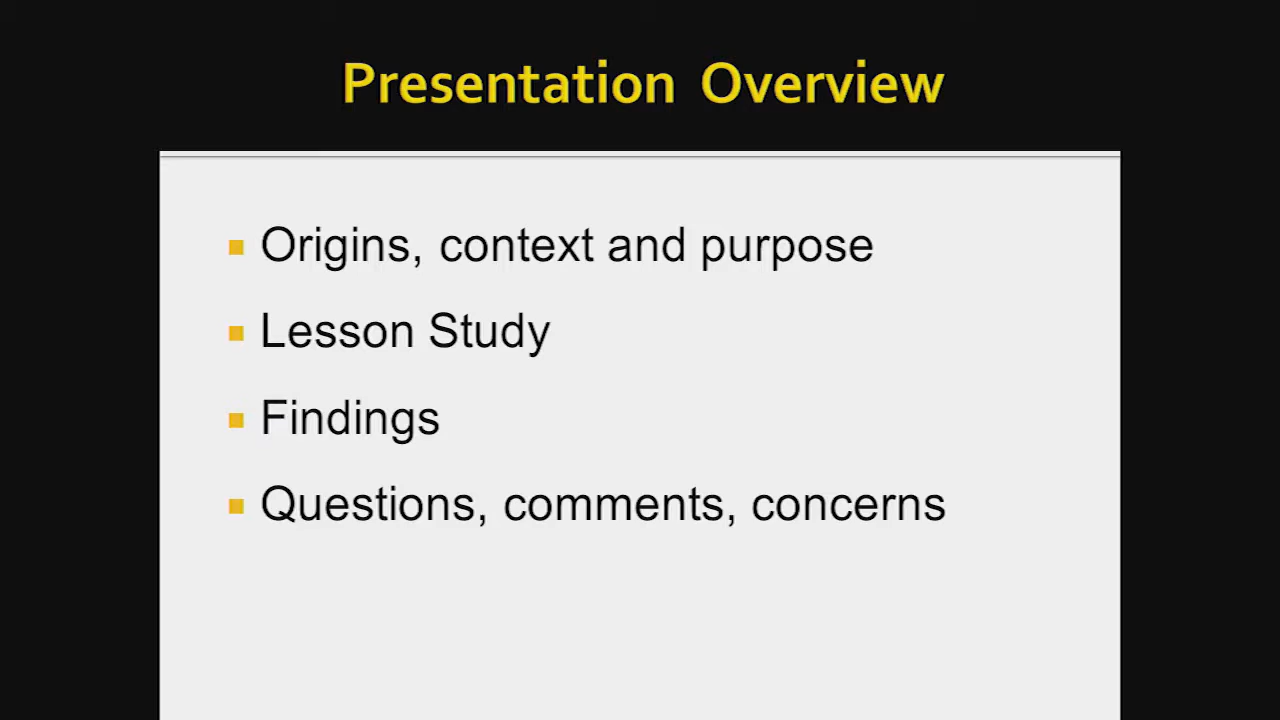 Presentation Overview
Origins, context and purpose
Lesson Study
Findings
Questions, comments, concerns